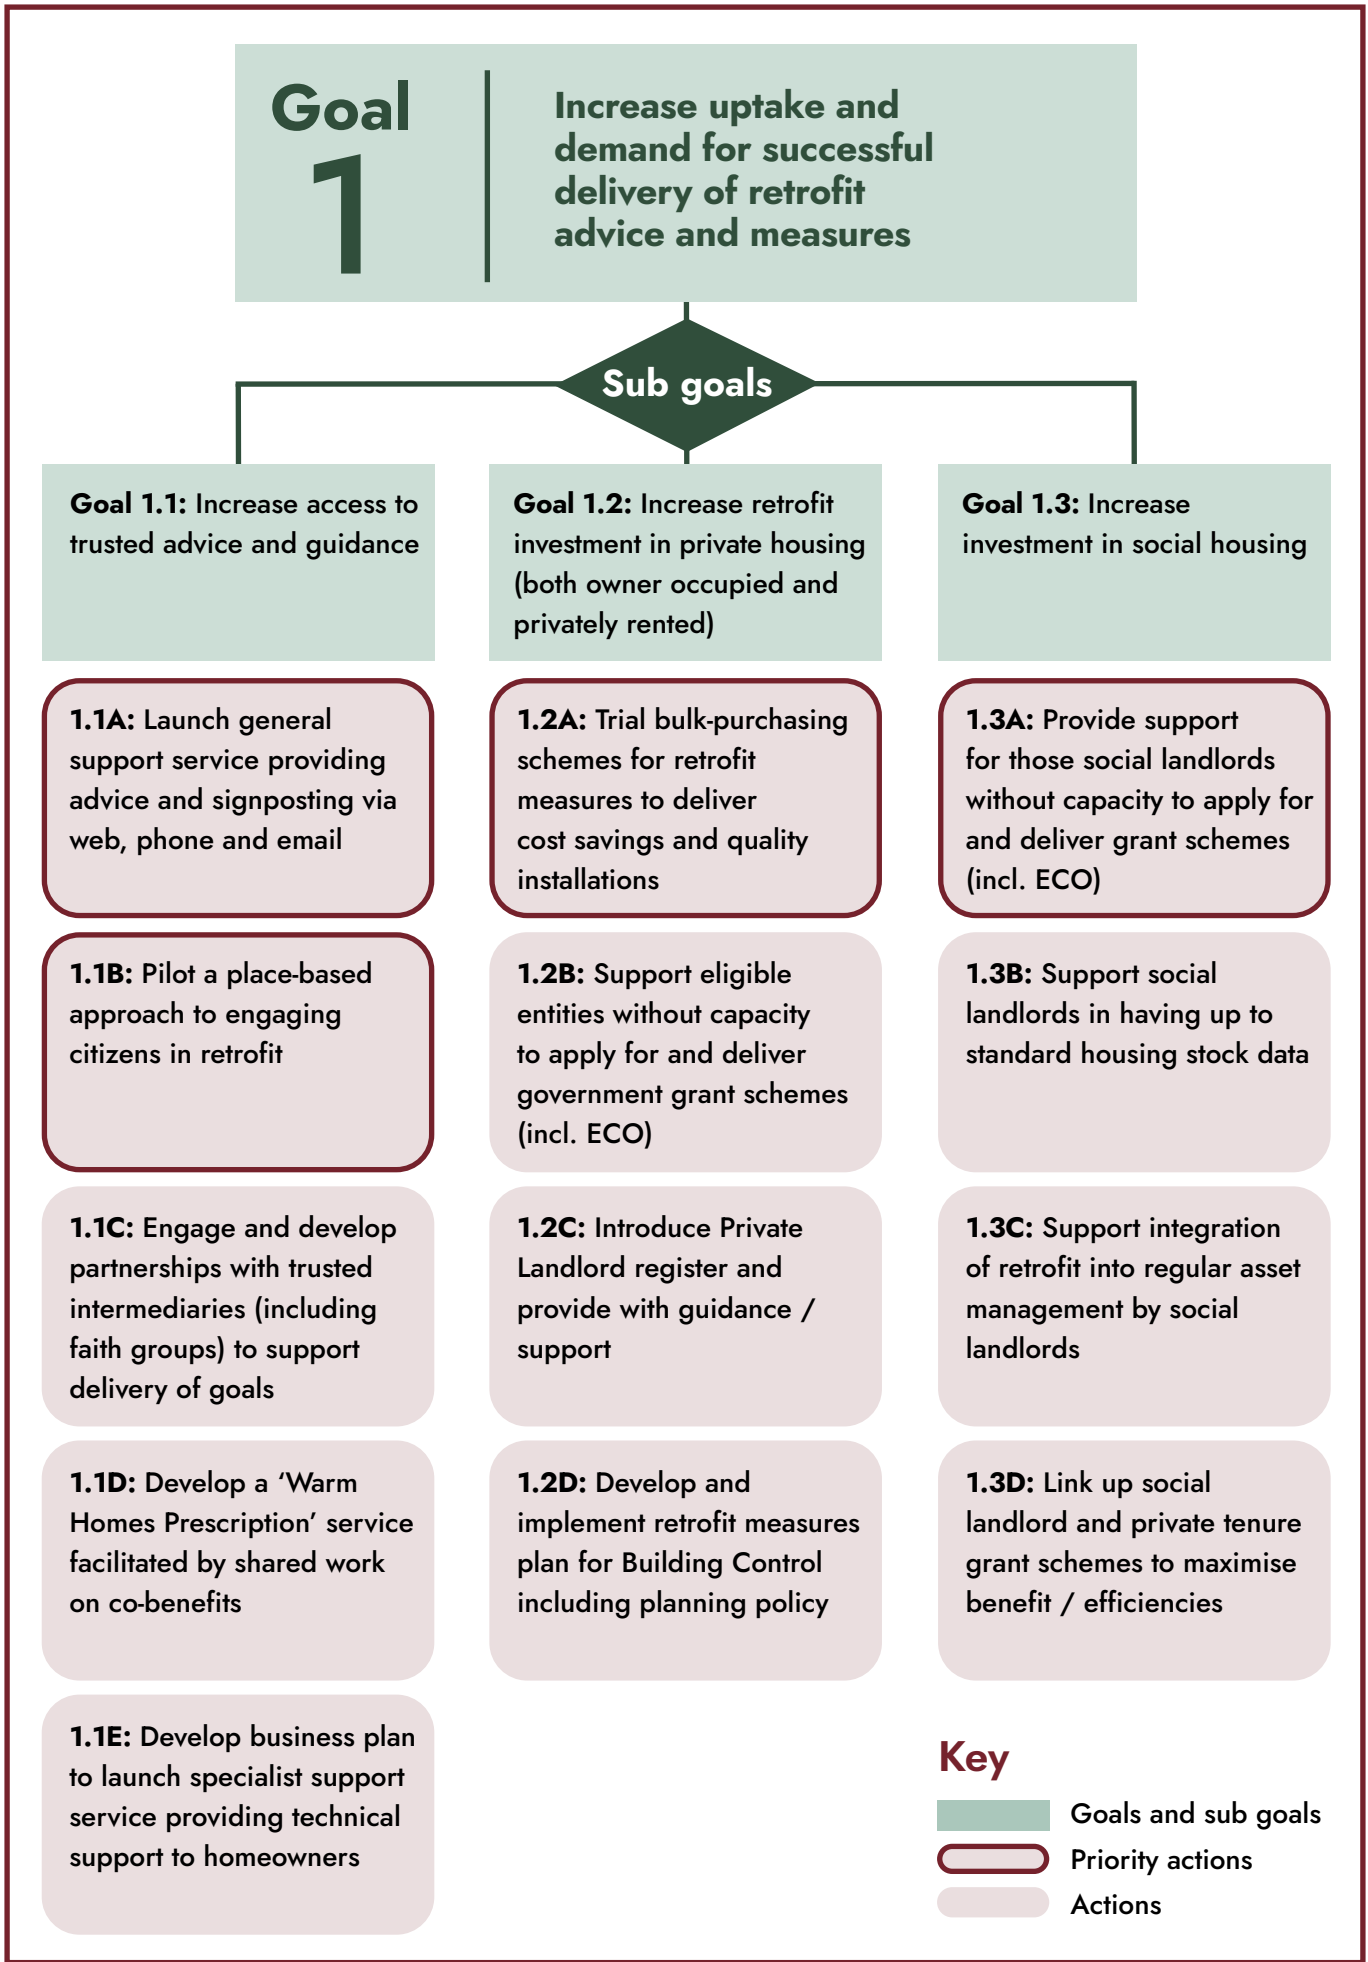 Goal
1
Increase uptake and
demand for successful
delivery of retrofit
advice and measures
Sub goals
Goal 1.1: Increase access to
trusted advice and guidance
Goal 1.2: Increase retrofit
investment in private housing
(both owner occupied and
privately rented)
Goal 1.3: Increase
investment in social housing
1.1A: Launch general
support service providing
advice and signposting via
web, phone and email
1.2A: Trial bulk-purchasing
schemes for retrofit
measures to deliver
cost savings and quality
installations
1.3A: Provide support
for those social landlords
without capacity to apply for
and deliver grant schemes
(incl. ECO)
1.1B: Pilot a place-based
approach to engaging
citizens in retrofit
1.2B: Support eligible
entities without capacity
to apply for and deliver
government grant schemes
(incl. ECO)
1.3B: Support social
landlords in having up to
standard housing stock data
1.1C: Engage and develop
partnerships with trusted
intermediaries (including
faith groups) to support
delivery of goals
1.2C: Introduce Private
Landlord register and
provide with guidance /
support
1.3C: Support integration
of retrofit into regular asset
management by social
landlords
1.1D: Develop a ‘Warm
Homes Prescription’ service
facilitated by shared work
on co-benefits
1.2D: Develop and
implement retrofit measures
plan for Building Control
including planning policy
1.3D: Link up social
landlord and private tenure
grant schemes to maximise
benefit / efficiencies
1.1E: Develop business plan
to launch specialist support
service providing technical
support to homeowners
Key
Goals and sub goals
Priority actions
Actions